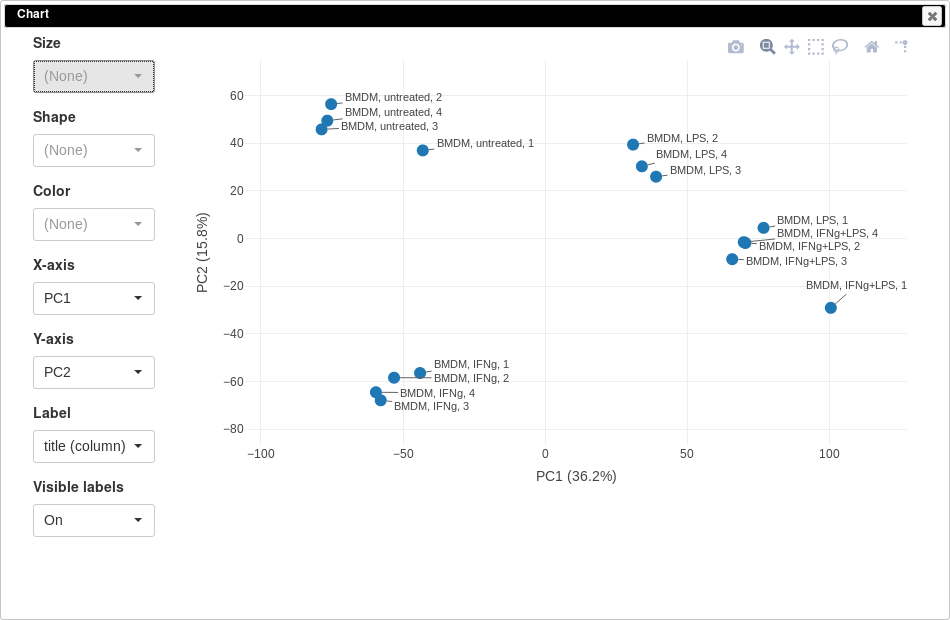 Chart
Size
(None)
Shape
(None)
Color
(None)
X-axis
PC1
Y-axis
PC2
Label
title (column)
Visible labels
On
PC2 (15.8%)
60
40
20
0
−20
−40
−60
−80
BMDM, untreated, 2
BMDM, untreated, 4
BMDM, untreated, 3
BMDM, untreated, 1
BMDM, LPS, 2
BMDM, LPS, 4
BMDM, LPS, 3
BMDM, LPS, 1
BMDM, IFNg+LPS, 4
BMDM, IFNg+LPS, 2
BMDM, IFNg+LPS, 3
BMDM, IFNg+LPS, 1
BMDM, IFNg, 1
BMDM, IFNg, 2
BMDM, IFNg, 4
BMDM, IFNg, 3
−100
−50
0
50
100
PC1 (36.2%)